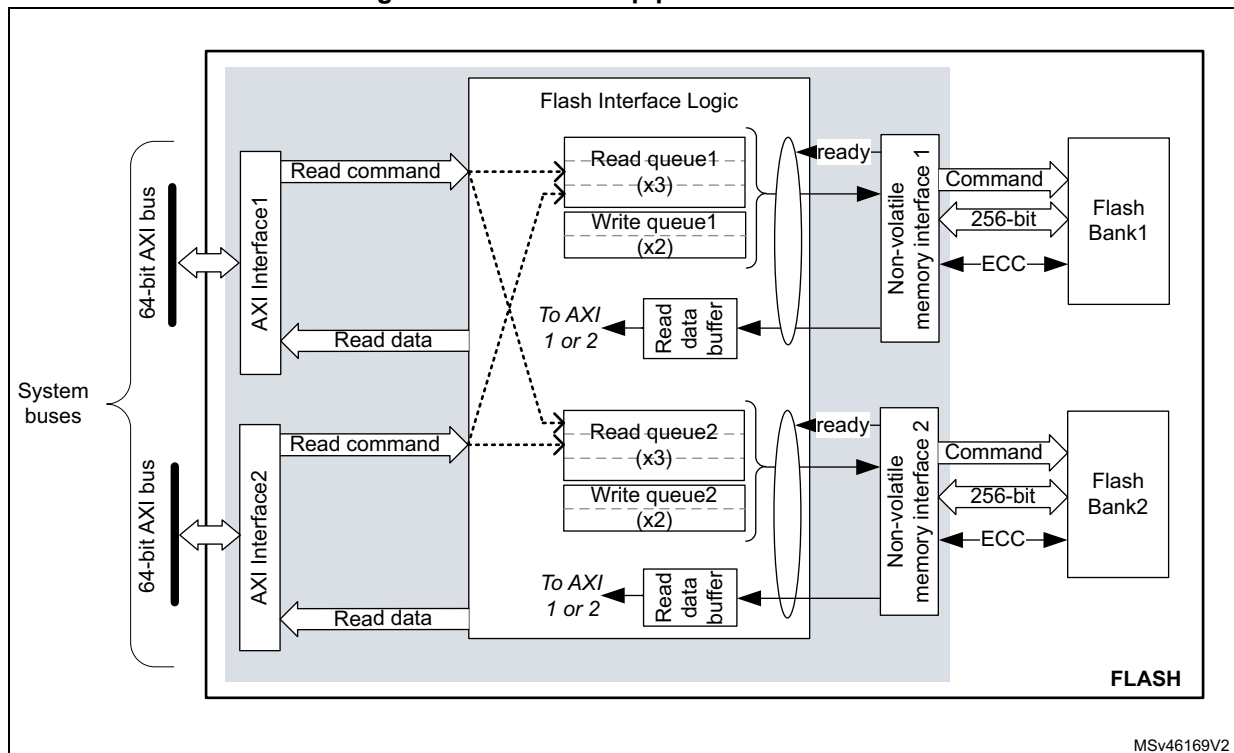 Flash Interface Logic
System
buses
64-bit AXI bus
AXI Interface1
Read command
Read data
Read queue1
(x3)
Write queue1
(x2)
To AXI
1 or 2
Read
data
buffer
ready
Non-volatile
memory interface 1
Command
256-bit
ECC
Flash
Bank1
64-bit AXI bus
AXI Interface2
Read command
Read data
Read queue2
(x3)
Write queue2
(x2)
To AXI
1 or 2
Read
data
buffer
ready
Non-volatile
memory interface 2
Command
256-bit
ECC
Flash
Bank2
FLASH
MSv46169V2